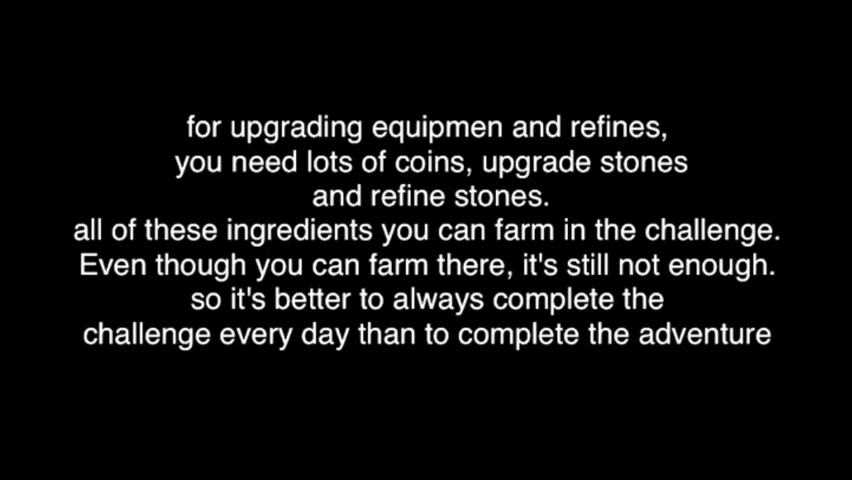 for upgrading equipmen and refines,
you need lots of coins, upgrade stones
and refine stones.
all of these ingredients you can farm in the challenge.
Even though you can farm there, it's still not enough.
so it's better to always complete the
challenge every day than to complete the adventure